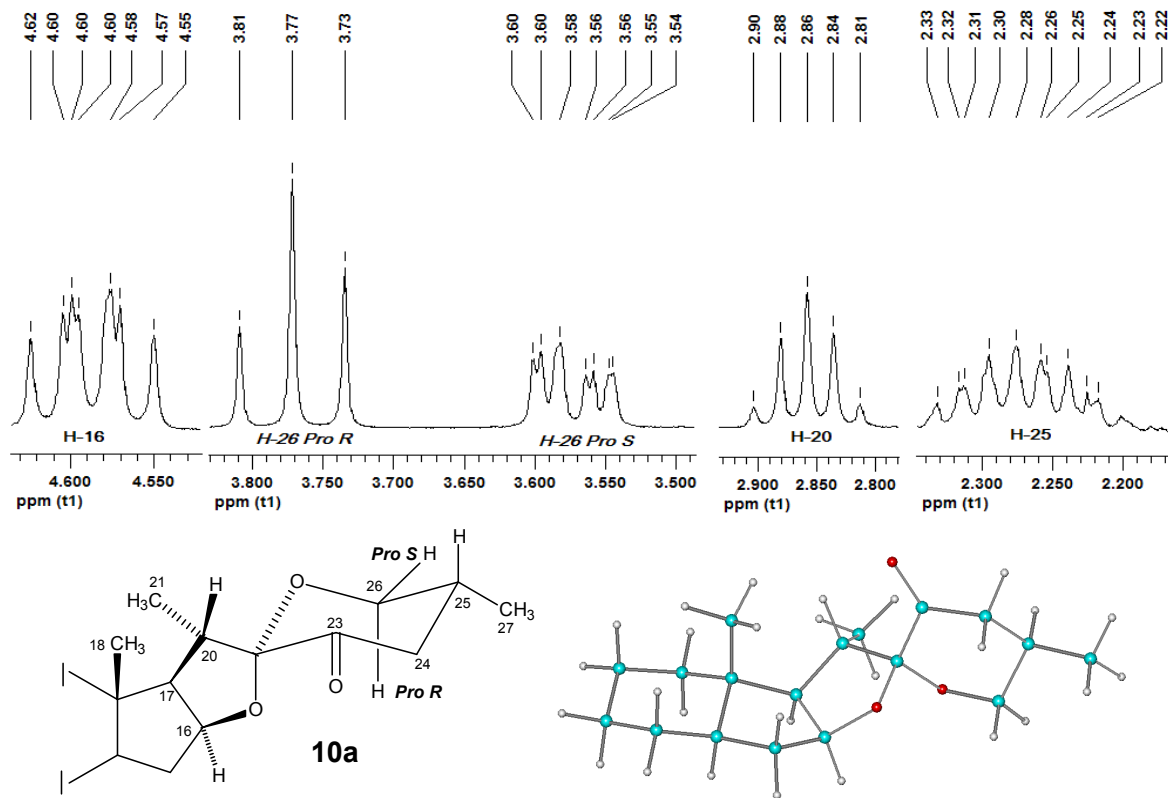 4.62 4.60 4.60 4.60 4.58 4.57 4.55 3.81 3.77 3.73 3.60 3.60 3.58 3.56 3.56 3.55 3.54 2.90 2.88 2.86 2.84 2.81 2.33 2.32 2.31 2.30 2.28 2.26 2.25 2.24 2.23 2.22
H-16 H-26 Pro R H-26 Pro S H-20 H-25
4.600 4.550 3.800 3.750 3.700 3.650 3.600 3.550 3.500 2.900 2.850 2.800 2.300 2.250 2.200
ppm (t1) ppm (t1) ppm (t1) ppm (t1)
Pro S H H
21 H O 26 25
CH3
H3C 23 27
18 CH3 20 24
I 17 O H Pro R
16 O
I H 10a